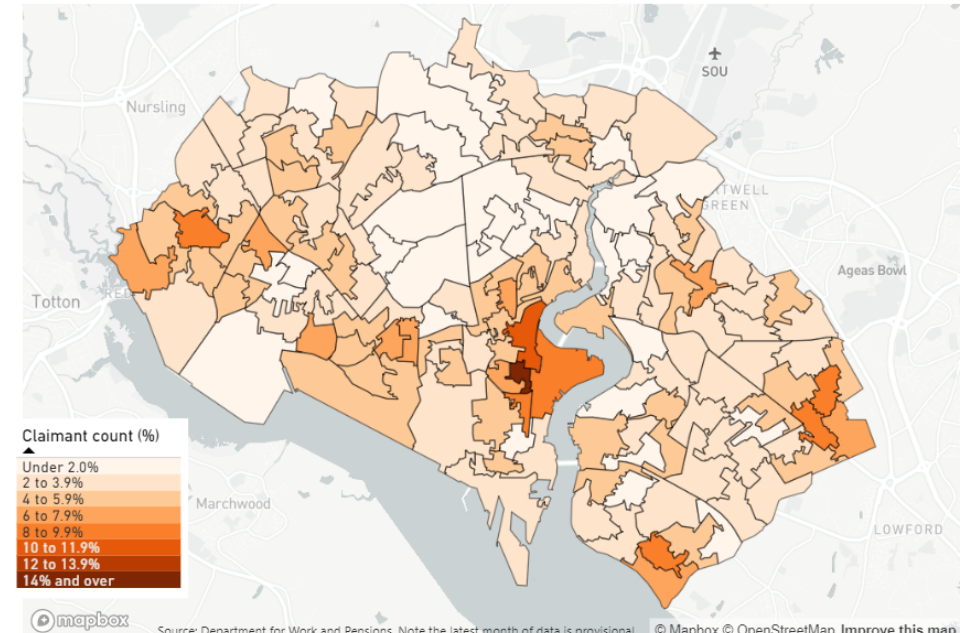 SOU
Nursling
TWELL
GREEN
Ageas Bowl
Totton
RED
Claimant count (%)
Under 2.0%
2 to 3.9%
4 to 5.9%
6 to 7.9%
8 to 9.9%
10 to 11.9%
12 to 13.9%
14% and over
Marchwood
LOWFORD
mapbox
Source: Department for Work and Pensions. Note the latest month of data is provisional
© Mapbox © OpenStreetMap Improve this map